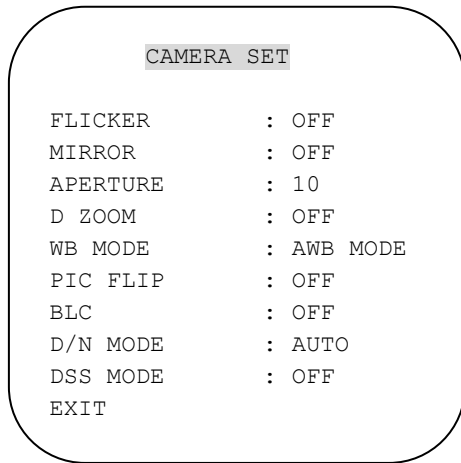 CAMERA SET
FLICKER : OFF
MIRROR : OFF
APERTURE : 10
D ZOOM : OFF
WB MODE : AWB MODE
PIC FLIP : OFF
BLC : OFF
D/N MODE : AUTO
DSS MODE : OFF
EXIT